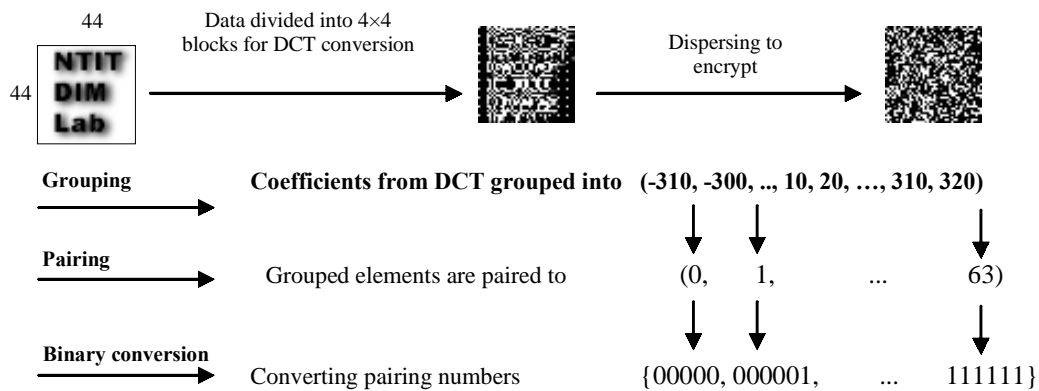 44
Data divided into 4×4
blocks for DCT conversion
Dispersing to
encrypt
44
NTIT
DIM
Lab
Grouping
Coefficients from DCT grouped into (-310, -300, .., 10, 20, …, 310, 320)
Pairing
Grouped elements are paired to (0, 1, ... 63)
Binary conversion
Converting pairing numbers {00000, 000001, ... 111111}